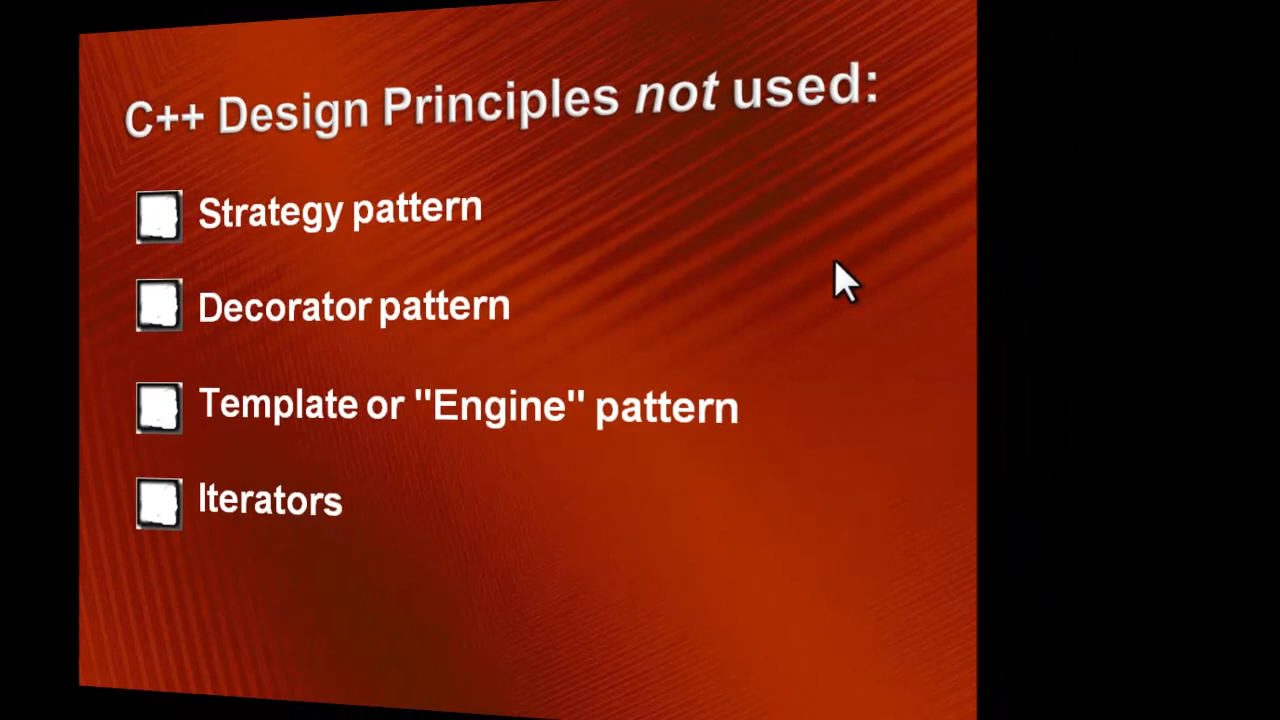 C++ Design Principles not used:
Strategy pattern
Decorator pattern
Template or "Engine" pattern
Iterators